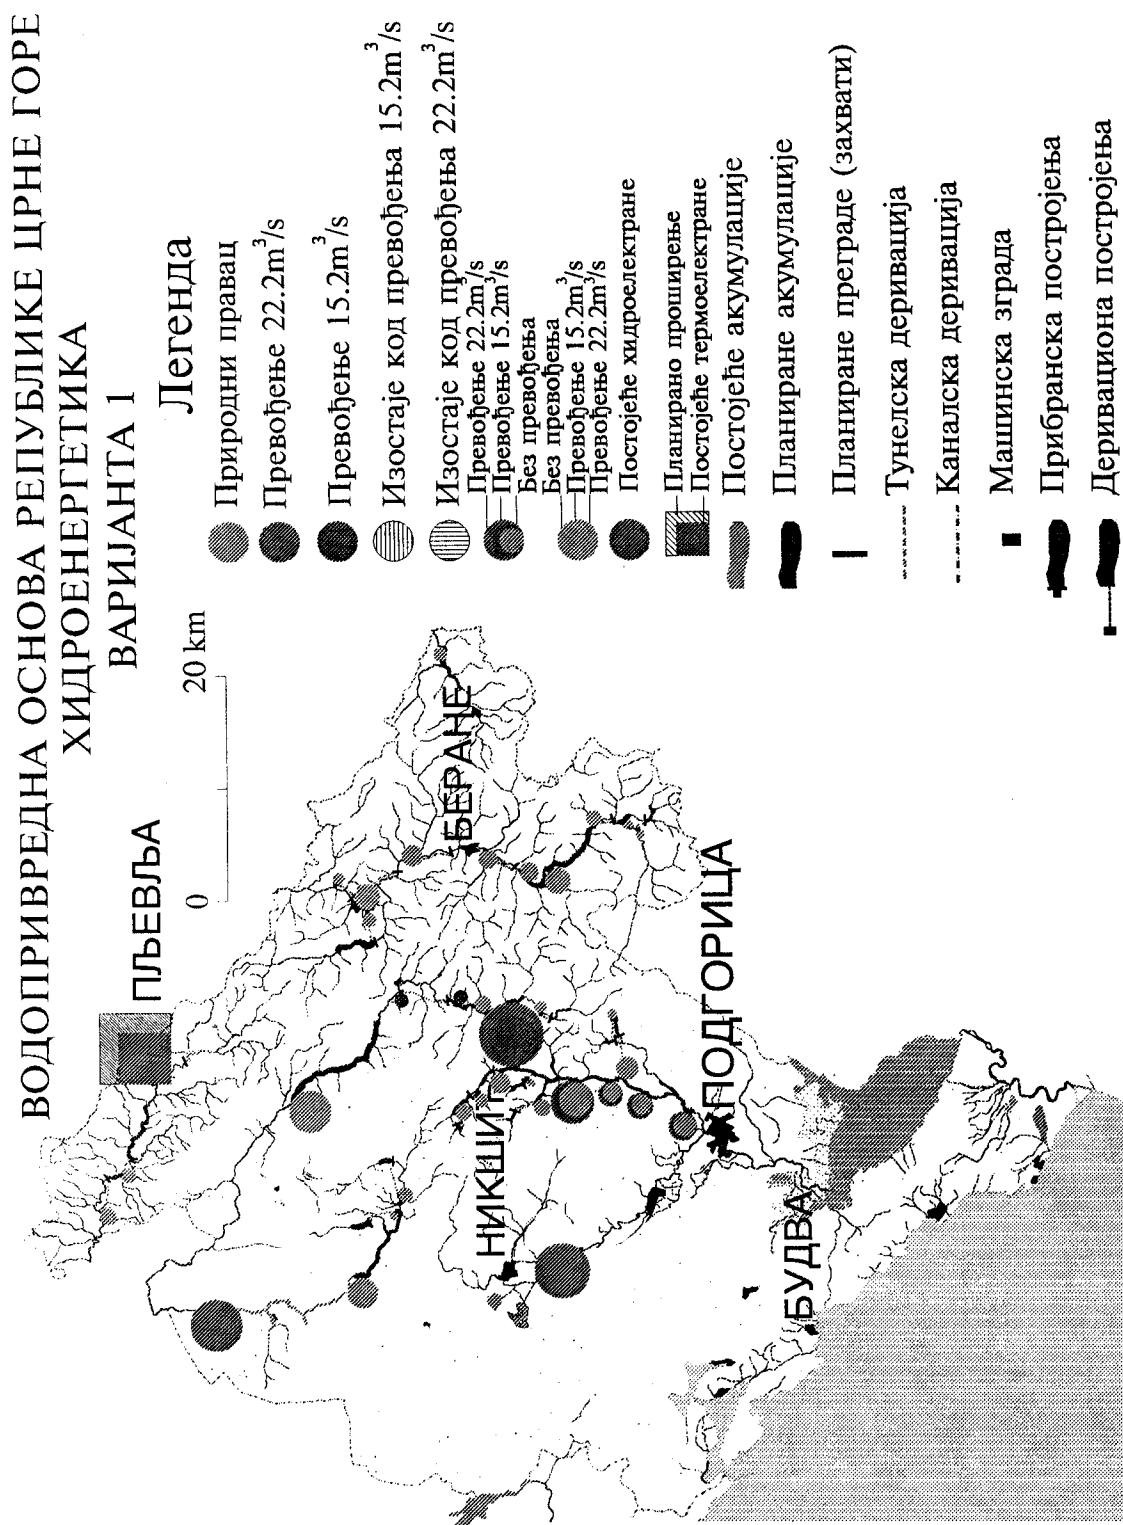 ВОДОПРИВРЕДНА ОСНОВА РЕПУБЛИКЕ ЦРНЕ ГОРЕ
ХИДРОЕНЕРГЕТИКА
ВАРИЈАНТА 1
Легенда
Природни правац
Превођење 22.2m³/s
Превођење 15.2m³/s
Изостаје код превођења 15.2m³/s
Изостаје код превођења 22.2m³/s
Превођење 22.2m³/s
Превођење 15.2m³/s
Без превођења
Без превођења
Превођење 15.2m³/s
Превођење 22.2m³/s
Постојеће хидроелектране
Планирано проширење
Постојеће термоелектране
Постојеће акумулације
Планиране акумулације
Планиране преграде (захвати)
Тунелска деривација
Каналска деривација
Машинска зграда
Прибранска постројења
Деривациона постројења
0 20 km
ПЉЕВЉА
БЕРАНЕ
НИКШИЋ
ПОДГОРИЦА
БУДВА